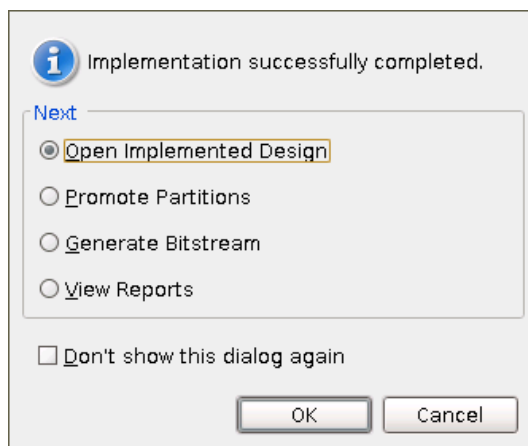 Implementation successfully completed.
Next
Open Implemented Design
Promote Partitions
Generate Bitstream
View Reports
Don't show this dialog again
OK Cancel